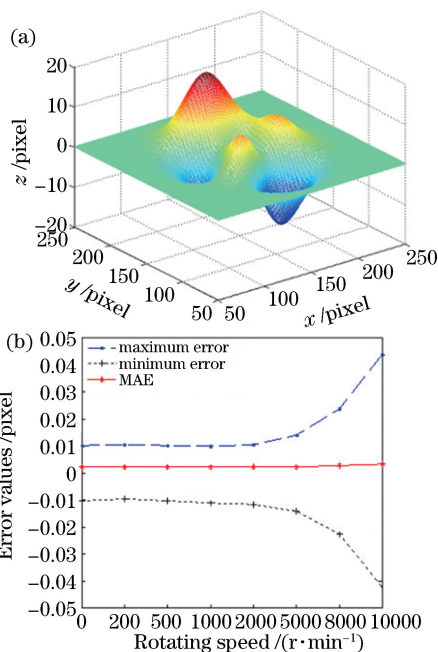 (a)
20
10
0
−10
−20
250
200
150
100
50
50
100
150
200
250
z /pixel
y /pixel
x /pixel
(b)
0.05
0.04
0.03
0.02
0.01
0
−0.01
−0.02
−0.03
−0.04
−0.05
maximum error
minimum error
MAE
Error values /pixel
0 200 500 1000 2000 5000 8000 10000
Rotating speed /(r·min⁻¹)